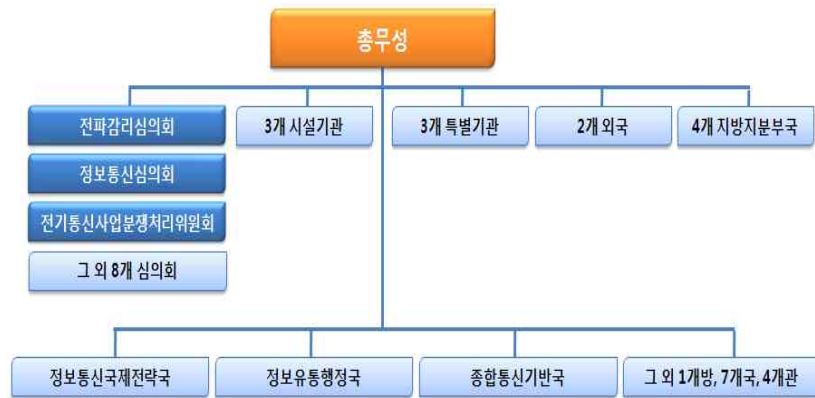 총무성
전파감리심의회
3개 시설기관
3개 특별기관
2개 외국
4개 지방지분부국
정보통신심의회
전기통신사업분쟁처리위원회
그 외 8개 심의회
정보통신국제전략국
정보유통행정국
종합통신기반국
그 외 1개방, 7개국, 4개관